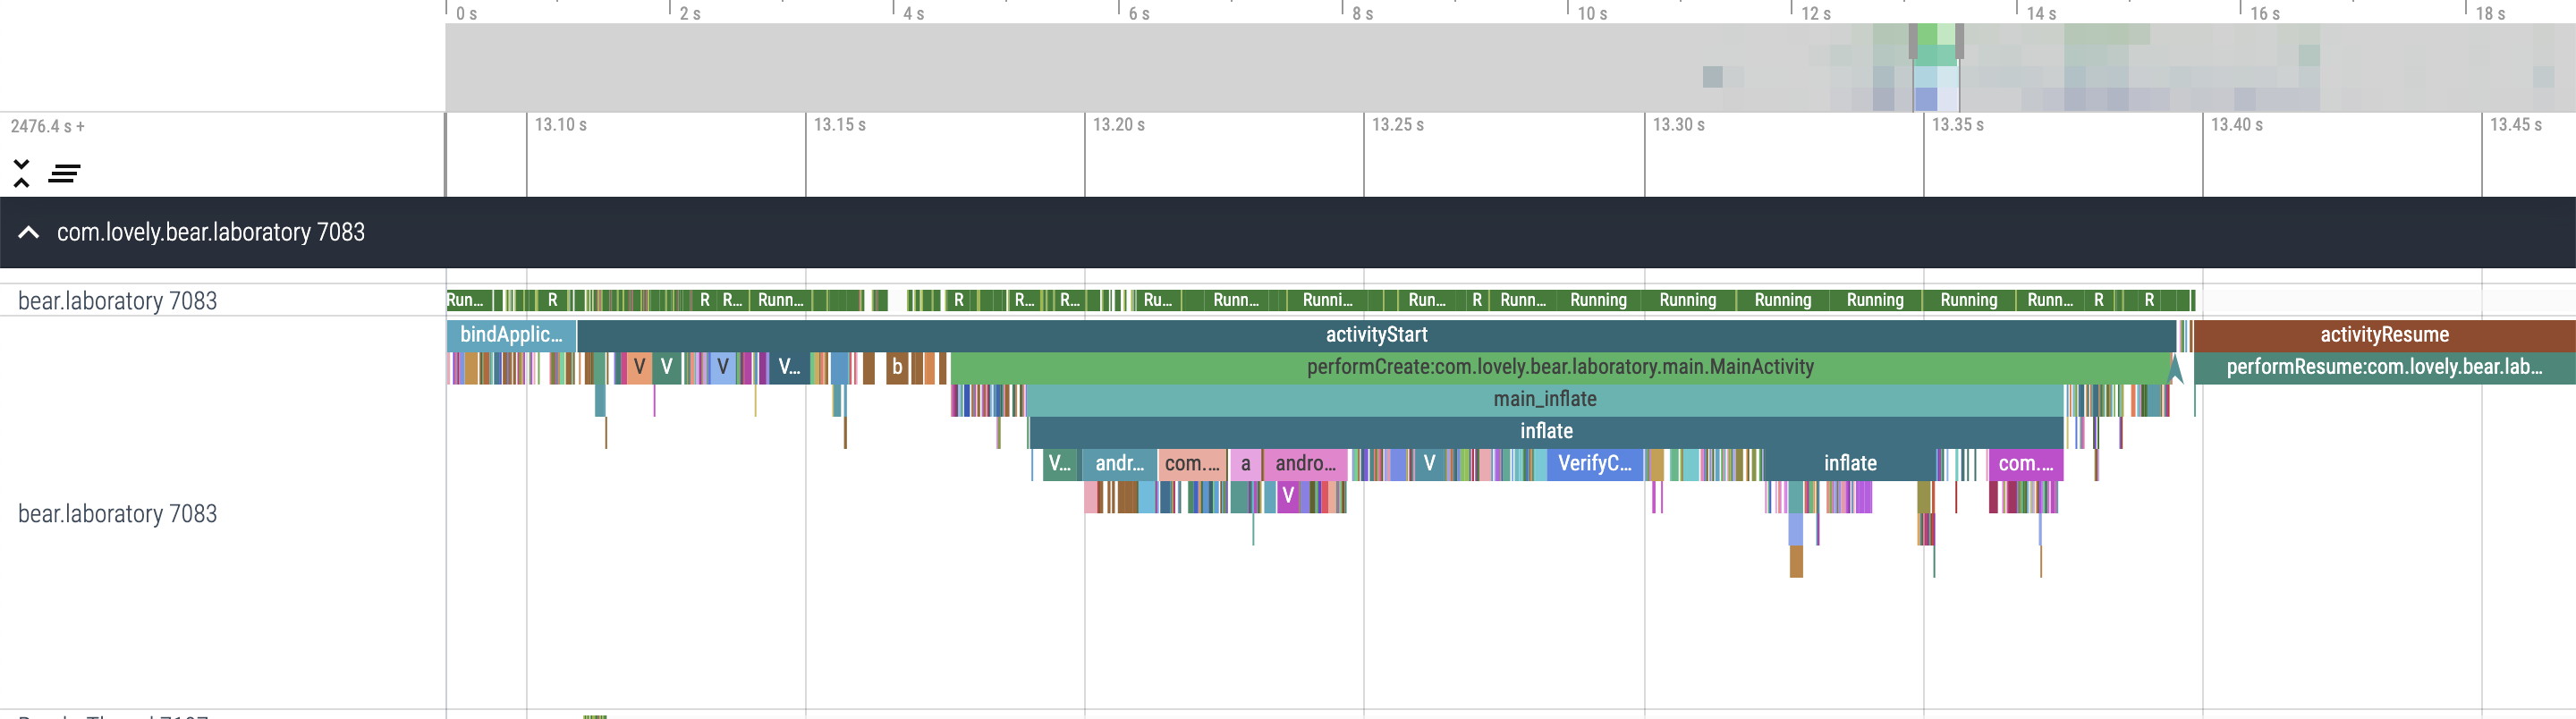 0 s 2 s 4 s 6 s 8 s 10 s 12 s 14 s 16 s 18 s
2476.4 s + 13.10 s 13.15 s 13.20 s 13.25 s 13.30 s 13.35 s 13.40 s 13.45 s
com.lovely.bear.laboratory 7083
bear.laboratory 7083 Run... R R R... Runn... R R... R... Ru... Runn... Runni... Run... R Runn... Running Running Running Running Running Runn... R R
bindApplic... activityStart activityResume
V V V V... b performCreate:com.lovely.bear.laboratory.main.MainActivity performResume:com.lovely.bear.lab...
main_inflate
inflate
V... andr... com.... a andro... V VerifyC... inflate com....
V
bear.laboratory 7083